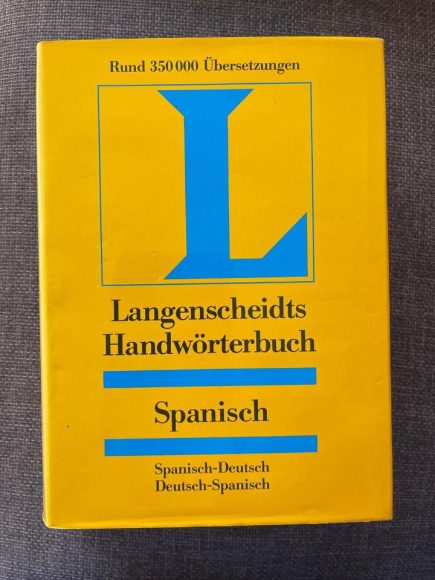 Rund 350 000 Übersetzungen
L
Langenscheidts
Handwörterbuch
Spanisch
Spanisch-Deutsch
Deutsch-Spanisch